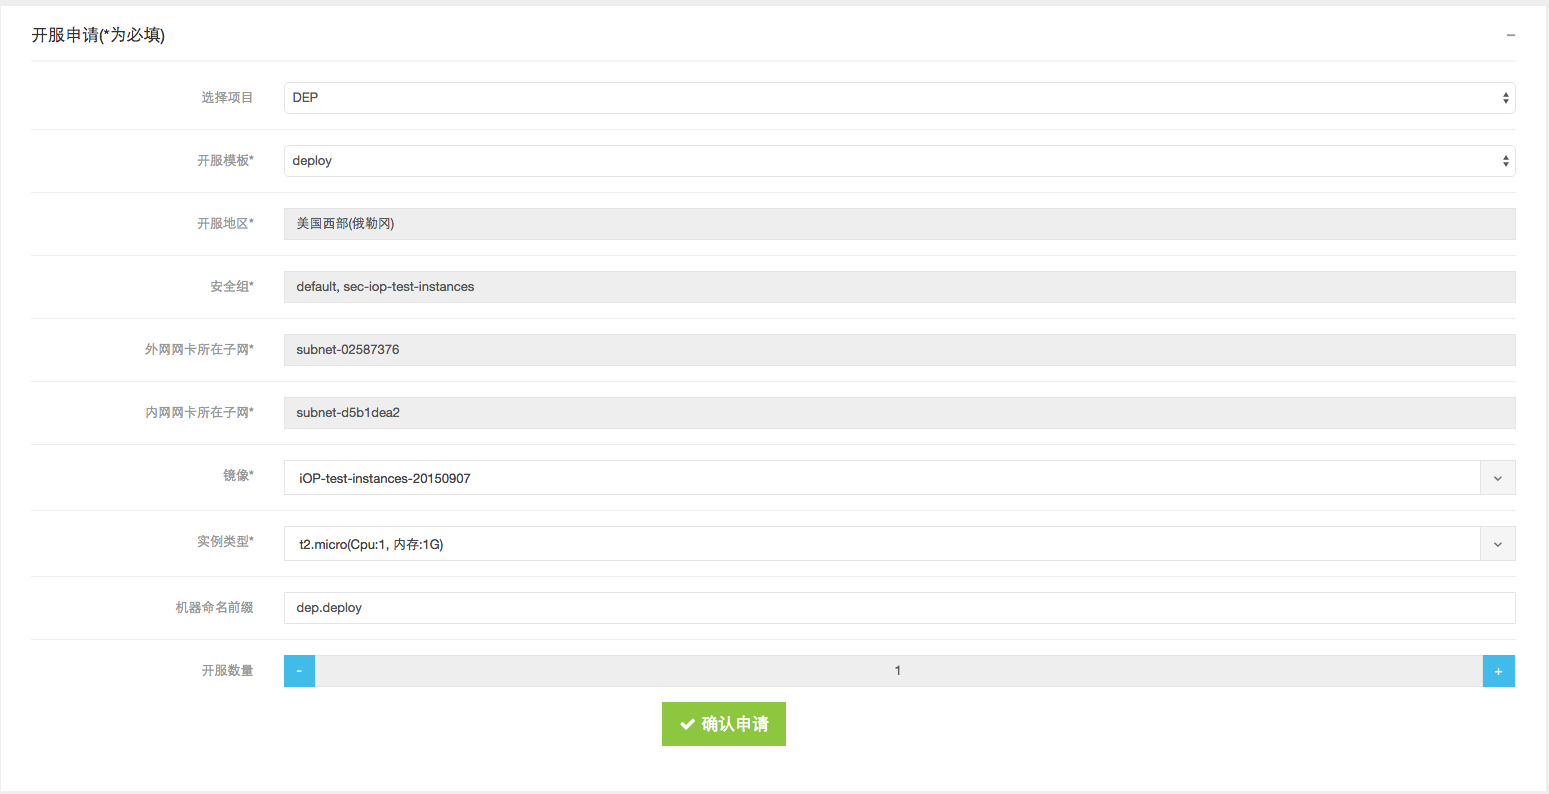 开服申请(*为必填)
选择项目 DEP
开服模板* deploy
开服地区* 美国西部(俄勒冈)
安全组* default, sec-iop-test-instances
外网网卡所在子网* subnet-02587376
内网网卡所在子网* subnet-d5b1dea2
镜像* iOP-test-instances-20150907
实例类型* t2.micro(Cpu:1, 内存:1G)
机器命名前缀 dep.deploy
开服数量 - 1 +
确认申请